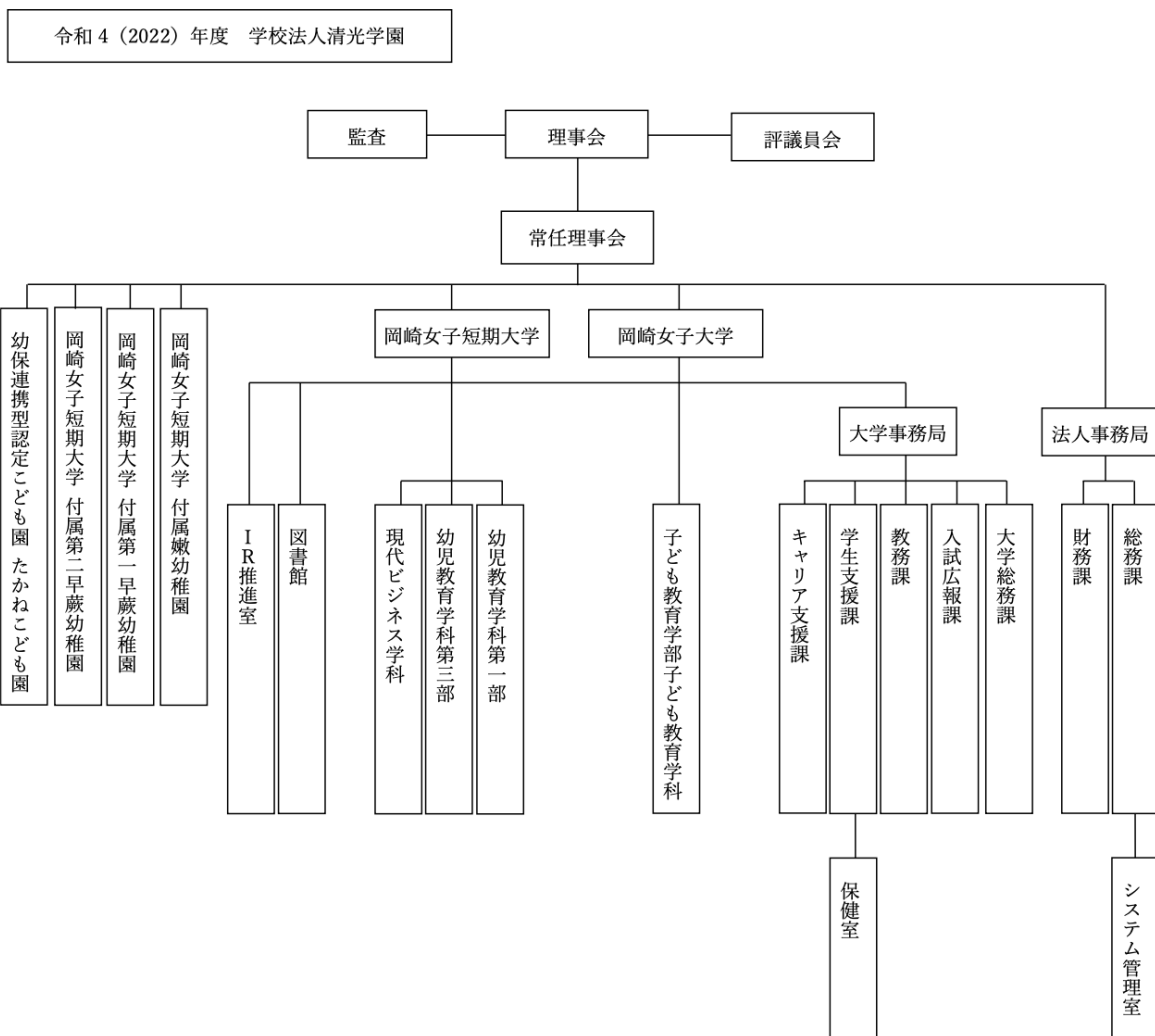 令和 4（2022）年度　学校法人清光学園
監査
理事会
評議員会
常任理事会
幼保連携型認定こども園 たかねこども園
岡崎女子短期大学 付属第二早蕨幼稚園
岡崎女子短期大学 付属第一早蕨幼稚園
岡崎女子短期大学 付属嫩幼稚園
岡崎女子短期大学
岡崎女子大学
大学事務局
法人事務局
ＩＲ推進室
図書館
現代ビジネス学科
幼児教育学科第三部
幼児教育学科第一部
子ども教育学部子ども教育学科
キャリア支援課
学生支援課
教務課
入試広報課
大学総務課
財務課
総務課
保健室
システム管理室